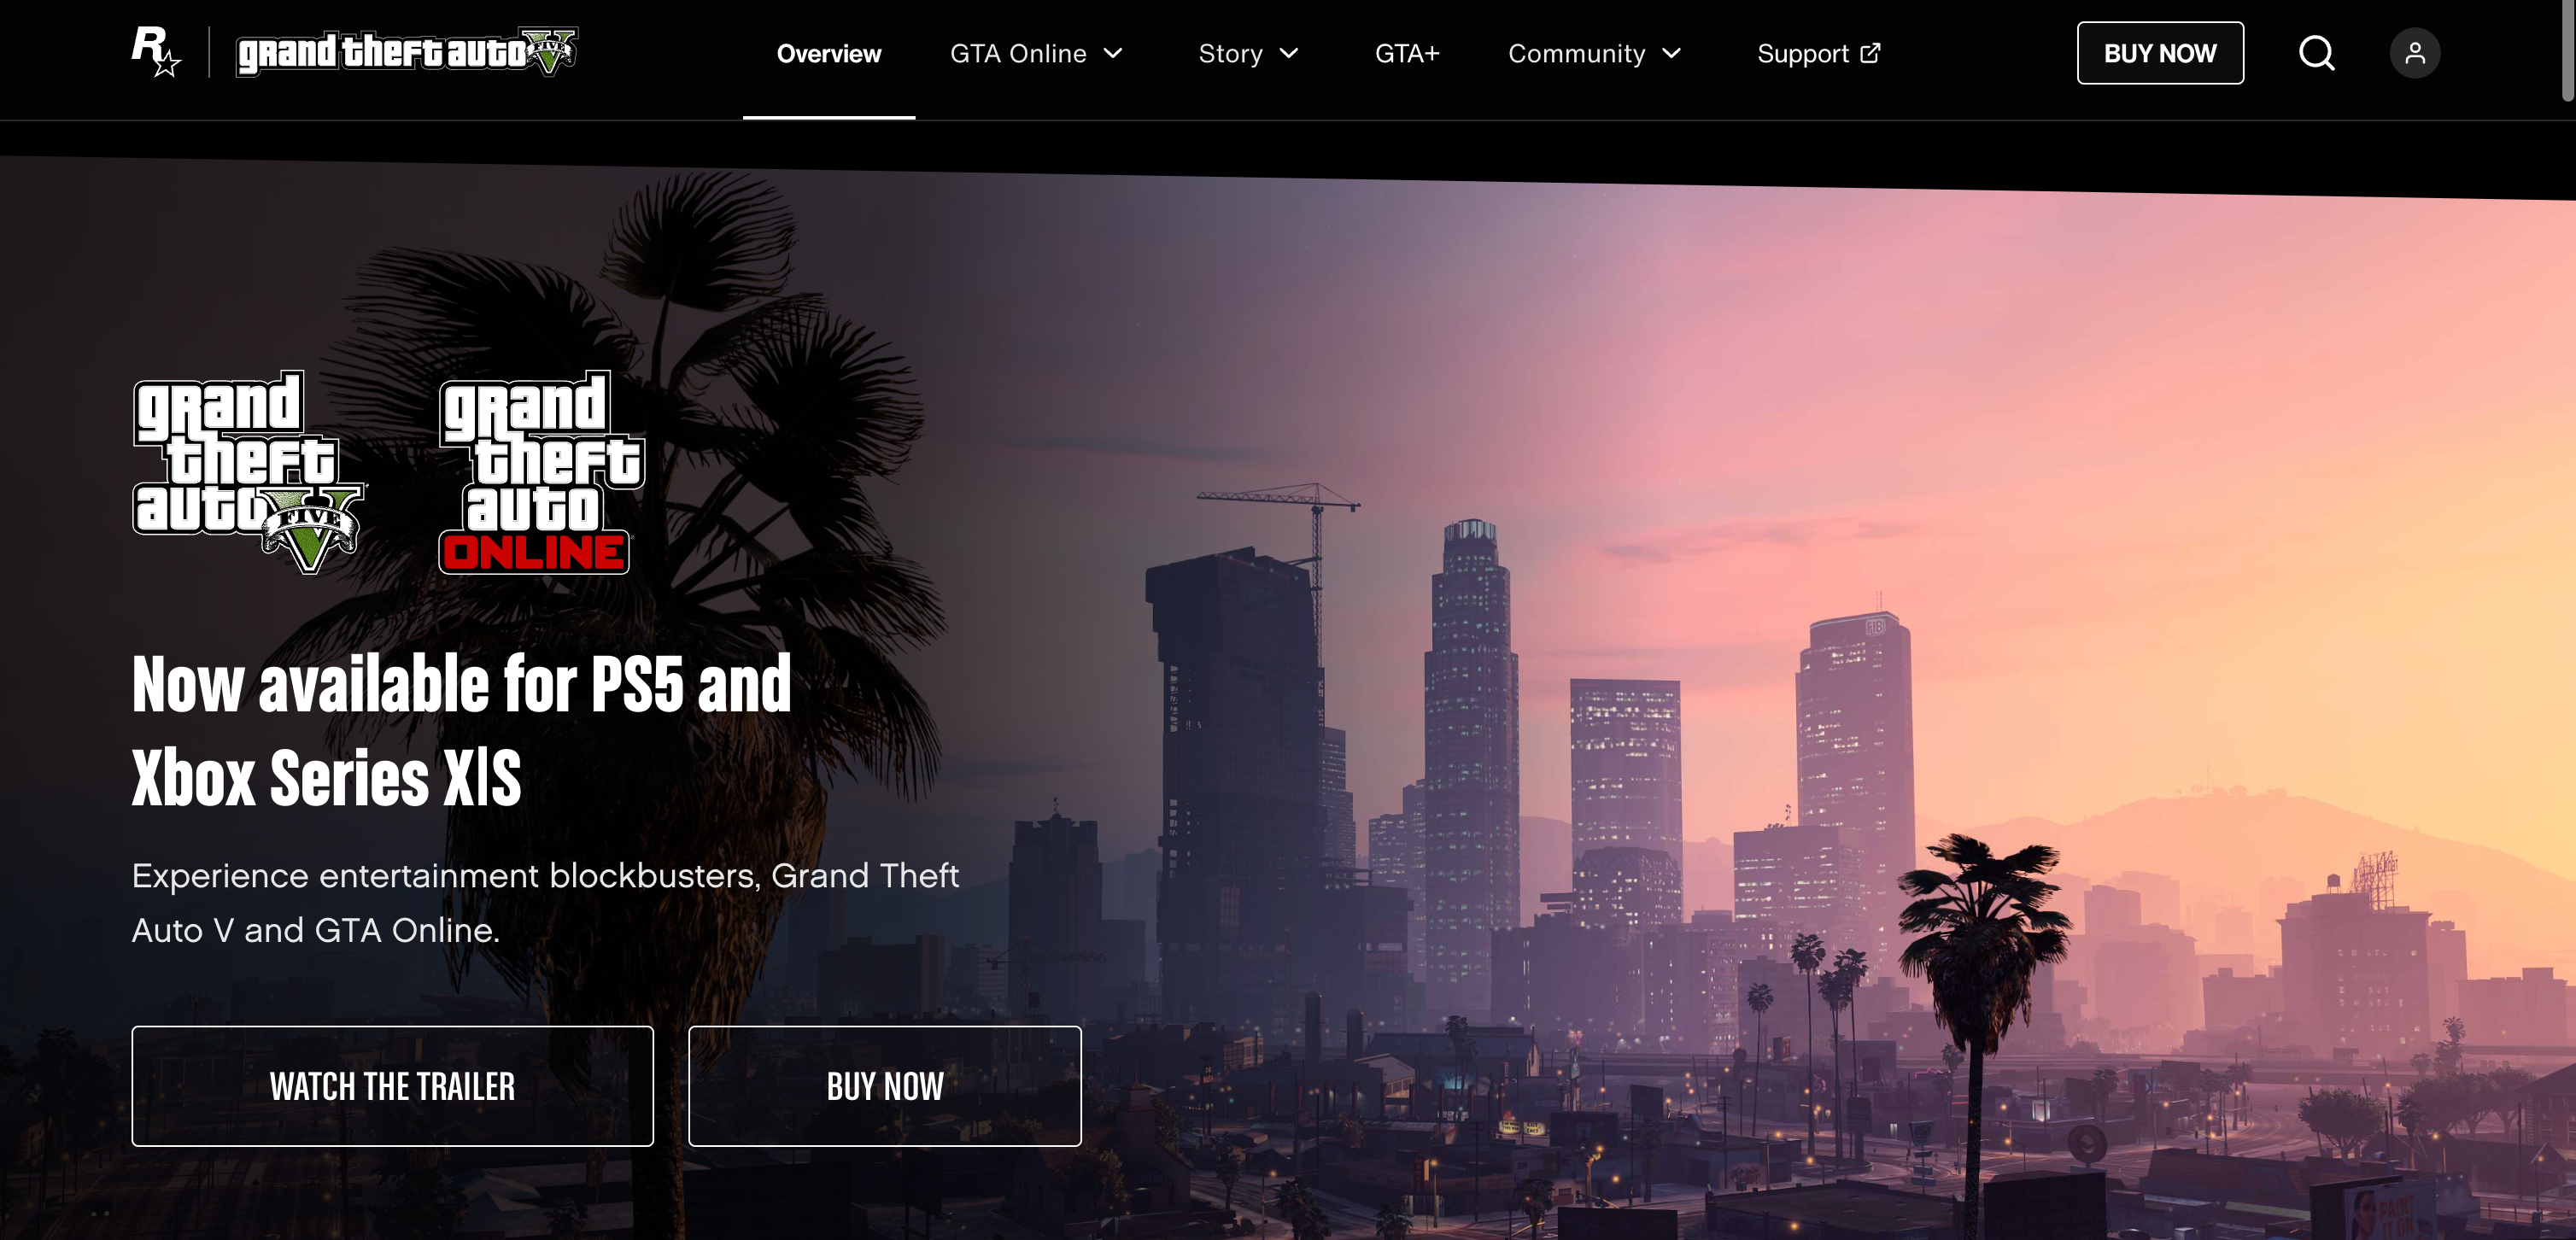 R
grand theft auto V FIVE
Overview
GTA Online
Story
GTA+
Community
Support
BUY NOW
grand
theft
auto V
FIVE
grand
theft
auto
ONLINE
Now available for PS5 and
Xbox Series X|S
Experience entertainment blockbusters, Grand Theft
Auto V and GTA Online.
WATCH THE TRAILER
BUY NOW
FIB